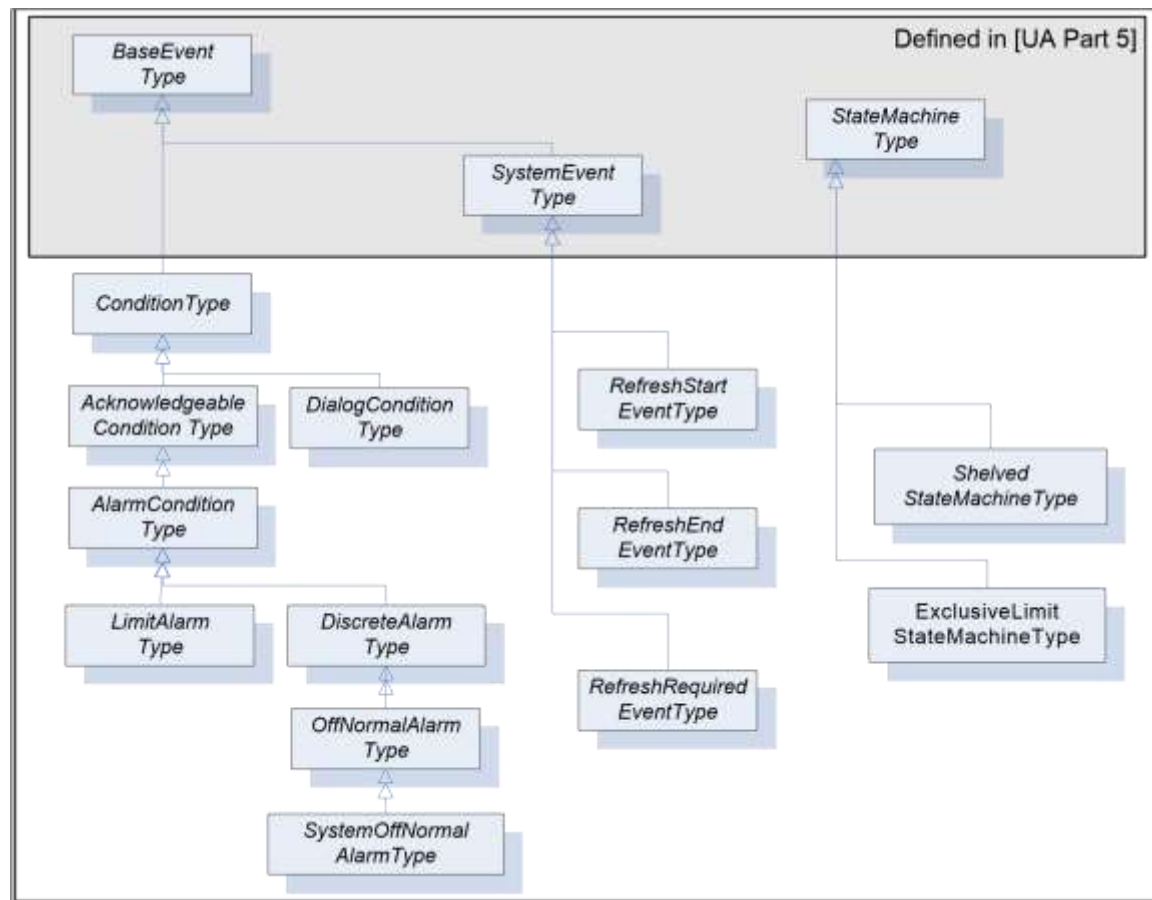 Defined in [UA Part 5]
BaseEvent
Type
StateMachine
Type
SystemEvent
Type
ConditionType
Acknowledgeable
Condition Type
DialogCondition
Type
RefreshStart
EventType
Shelved
StateMachineType
AlarmCondition
Type
RefreshEnd
EventType
LimitAlarm
Type
DiscreteAlarm
Type
ExclusiveLimit
StateMachineType
RefreshRequired
EventType
OffNormalAlarm
Type
SystemOffNormal
AlarmType